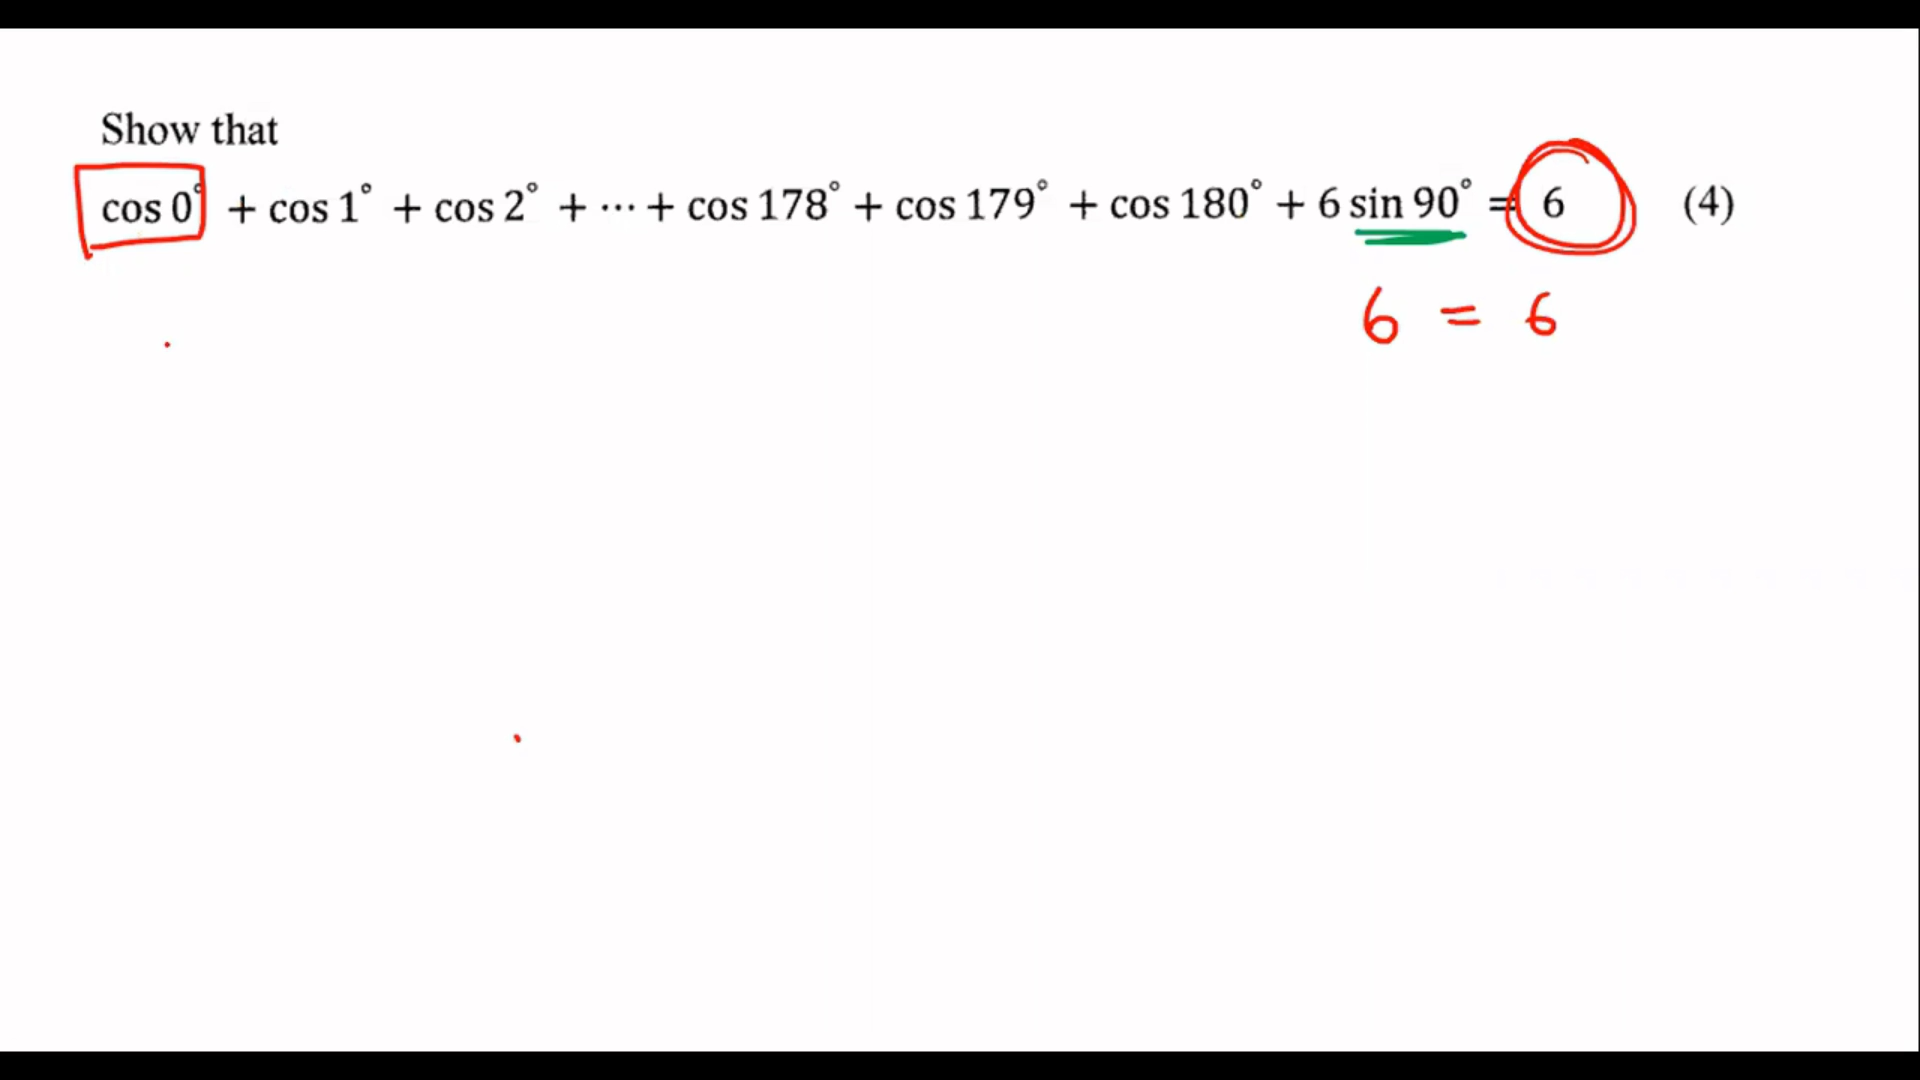 Show that
cos 0° + cos 1° + cos 2° + ⋯ + cos 178° + cos 179° + cos 180° + 6 sin 90° = 6 (4)
6 = 6